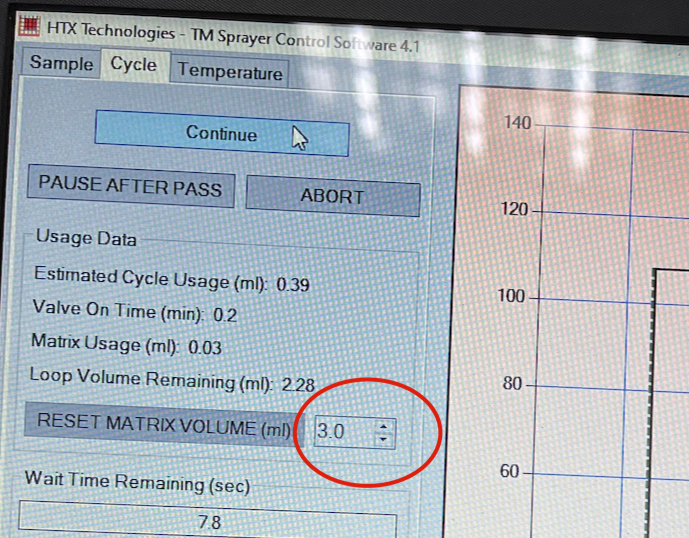 HTX Technologies - TM Sprayer Control Software 4.1
Sample Cycle Temperature
Continue
PAUSE AFTER PASS ABORT
Usage Data
Estimated Cycle Usage (ml): 0.39
Valve On Time (min): 0.2
Matrix Usage (ml): 0.03
Loop Volume Remaining (ml): 2.28
RESET MATRIX VOLUME (ml) 3.0
Wait Time Remaining (sec)
7.8
140
120
100
80
60